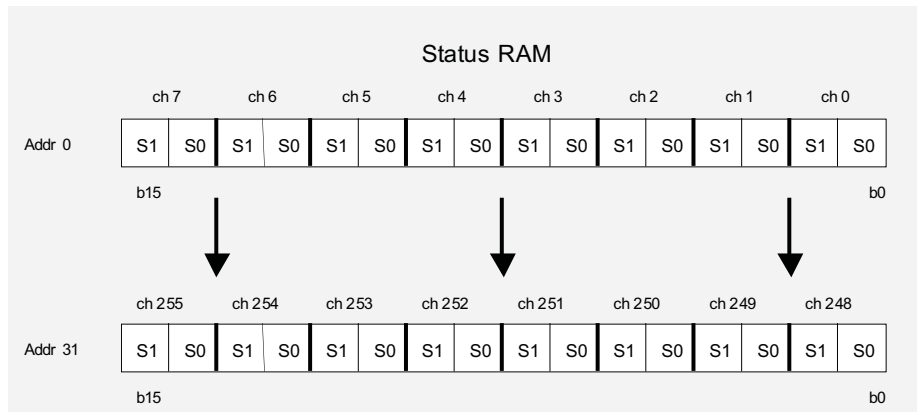 Status RAM
ch 7 ch 6 ch 5 ch 4 ch 3 ch 2 ch 1 ch 0
Addr 0 S1 S0 S1 S0 S1 S0 S1 S0 S1 S0 S1 S0 S1 S0 S1 S0
b15 b0
ch 255 ch 254 ch 253 ch 252 ch 251 ch 250 ch 249 ch 248
Addr 31 S1 S0 S1 S0 S1 S0 S1 S0 S1 S0 S1 S0 S1 S0 S1 S0
b15 b0